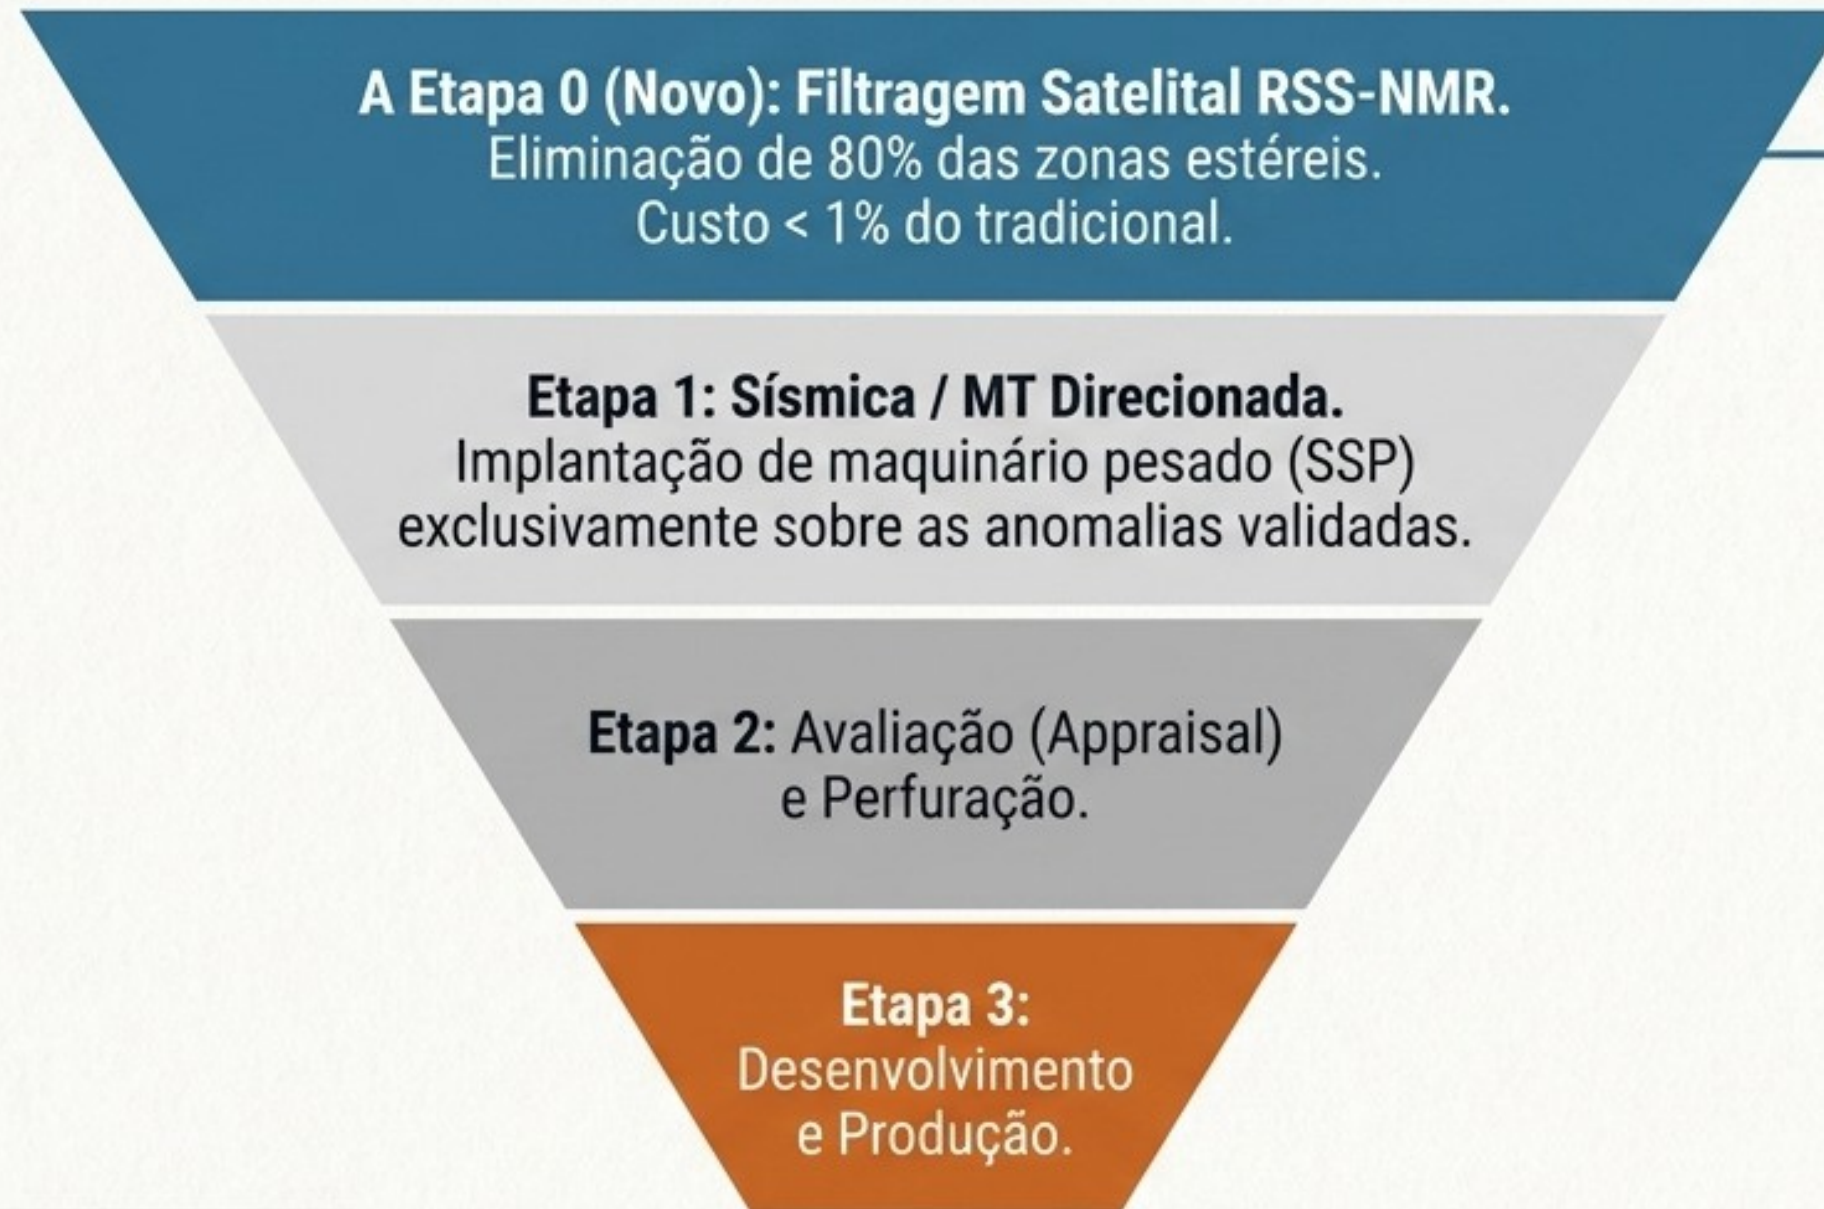 A Etapa 0 (Novo): Filtragem Satelital RSS-NMR.
Eliminação de 80% das zonas estéreis.
Custo < 1% do tradicional.
Etapa 1: Sísmica / MT Direcionada.
Implantação de maquinário pesado (SSP)
exclusivamente sobre as anomalias validadas.
Etapa 2: Avaliação (Appraisal)
e Perfuração.
Etapa 3:
Desenvolvimento
e Produção.